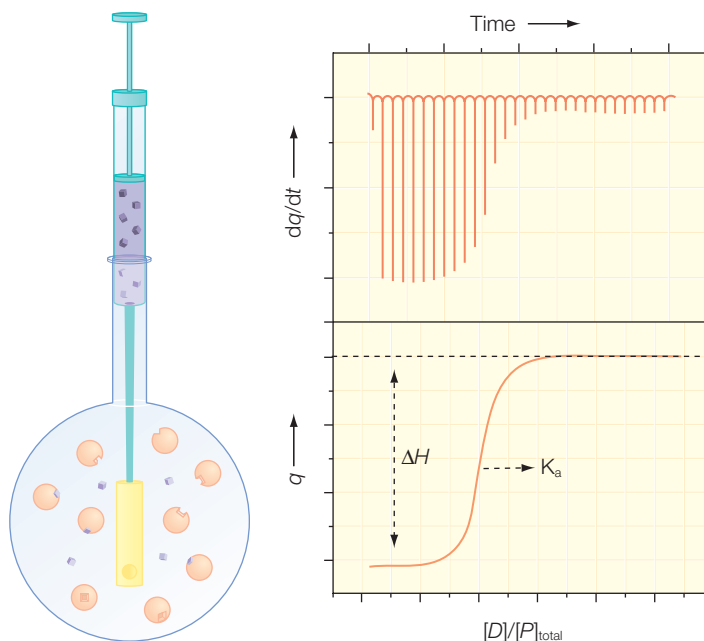 Time
dq/dt
q
ΔH
Kₐ
[D]/[P]total